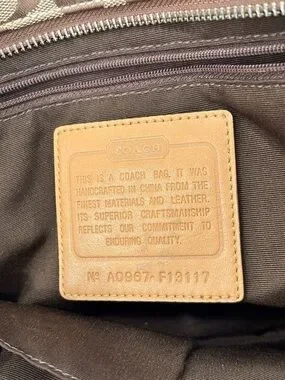 COACH
THIS IS A COACH BAG. IT WAS
HANDCRAFTED IN CHINA FROM THE
FINEST MATERIALS AND LEATHER.
ITS SUPERIOR CRAFTSMANSHIP
REFLECTS OUR COMMITMENT TO
ENDURING QUALITY.
Nº A0967-F13117